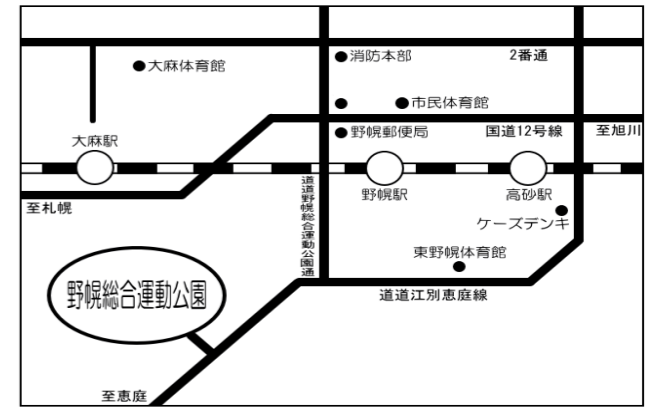 消防本部
2番通
大麻体育館
市民体育館
野幌郵便局
国道12号線
至旭川
大麻駅
野幌駅
高砂駅
至札幌
道道野幌総合運動公園通
ケーズデンキ
東野幌体育館
野幌総合運動公園
道道江別恵庭線
至恵庭